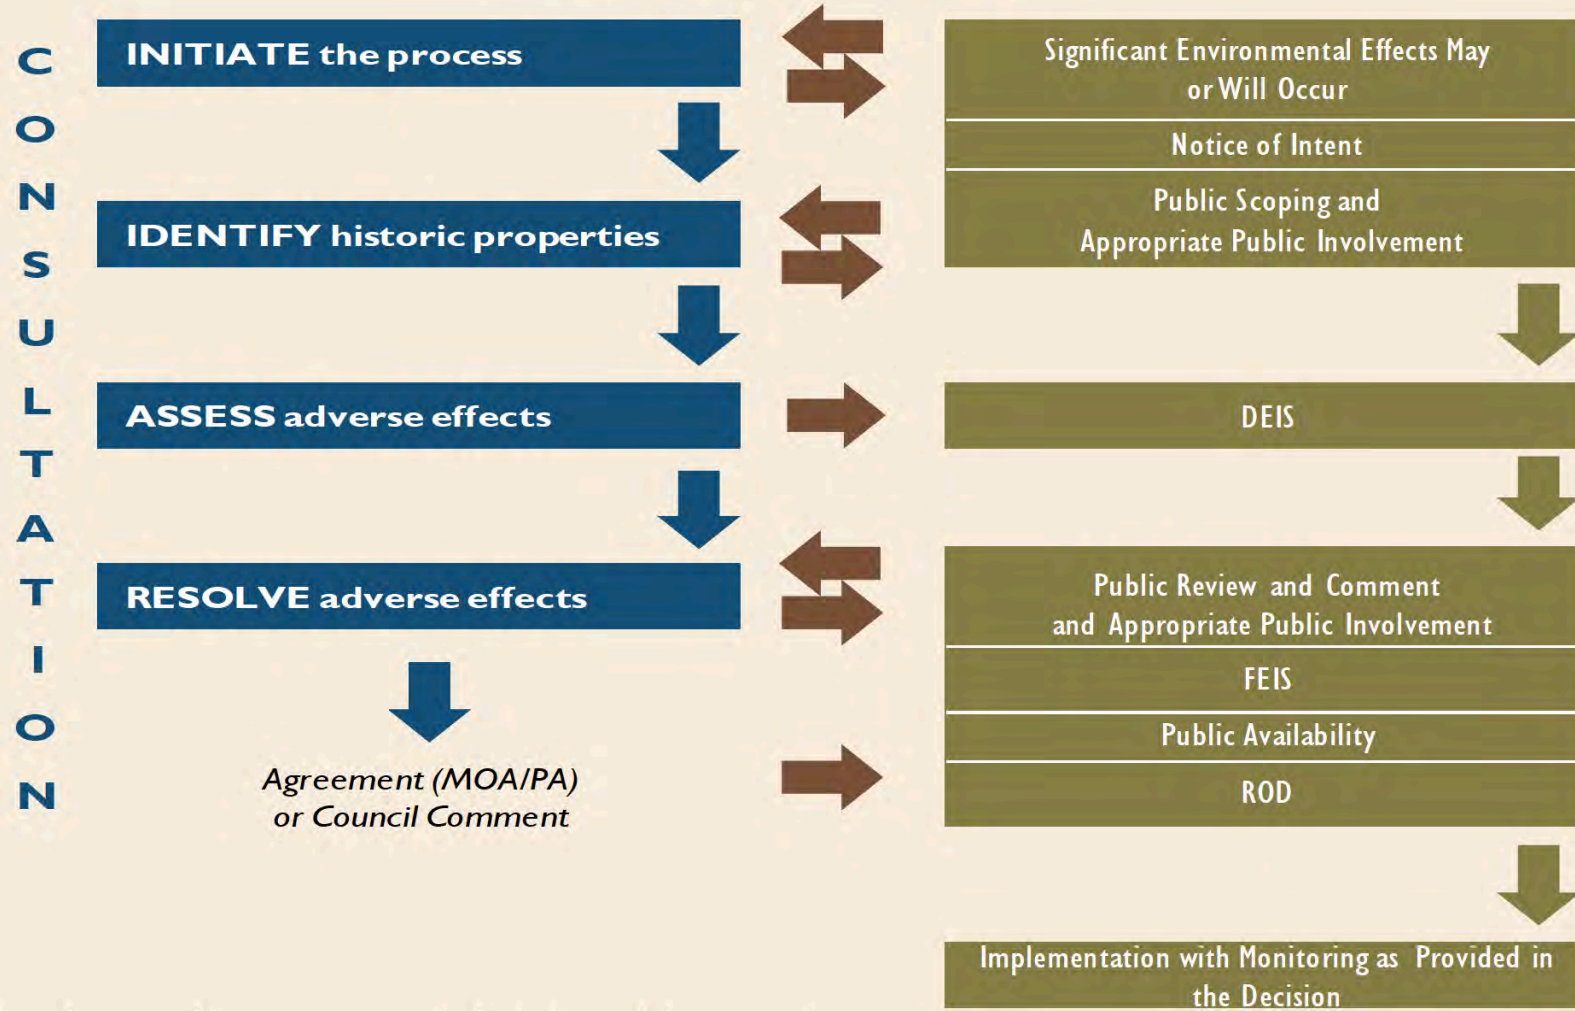 CONSULTATION
INITIATE the process
IDENTIFY historic properties
ASSESS adverse effects
RESOLVE adverse effects
Agreement (MOA/PA)
or Council Comment
Significant Environmental Effects May
or Will Occur
Notice of Intent
Public Scoping and
Appropriate Public Involvement
DEIS
Public Review and Comment
and Appropriate Public Involvement
FEIS
Public Availability
ROD
Implementation with Monitoring as Provided in
the Decision